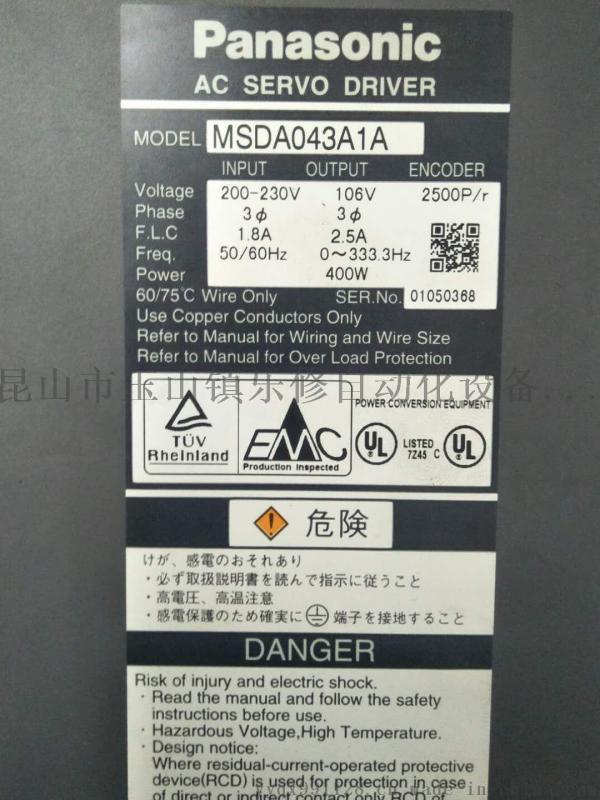 Panasonic
AC SERVO DRIVER
MODEL MSDA043A1A
INPUT OUTPUT ENCODER
Voltage 200-230V 106V 2500P/r
Phase 3ϕ 3ϕ
F.L.C 1.8A 2.5A
Freq. 50/60Hz 0～333.3Hz
Power 400W
60/75℃ Wire Only SER.No. 01050368
Use Copper Conductors Only
Refer to Manual for Wiring and Wire Size
Refer to Manual for Over Load Protection
昆山市玉山镇乐修自动化设备...
TÜV
Rheinland
EMC
Production Inspected
POWER CONVERSION EQUIPMENT
UL LISTED UL
7Z45 C
危険
けが、感電のおそれあり
・必ず取扱説明書を読んで指示に従うこと
・高電圧、高温注意
・感電保護のため確実に端子を接地すること
DANGER
Risk of injury and electric shock.
· Read the manual and follow the safety
instructions before use.
· Hazardous Voltage,High Temperature.
· Design notice:
Where residual-current-operated protective
device(RCD) is used for protection in case
of direct or indirect contact only RCD of